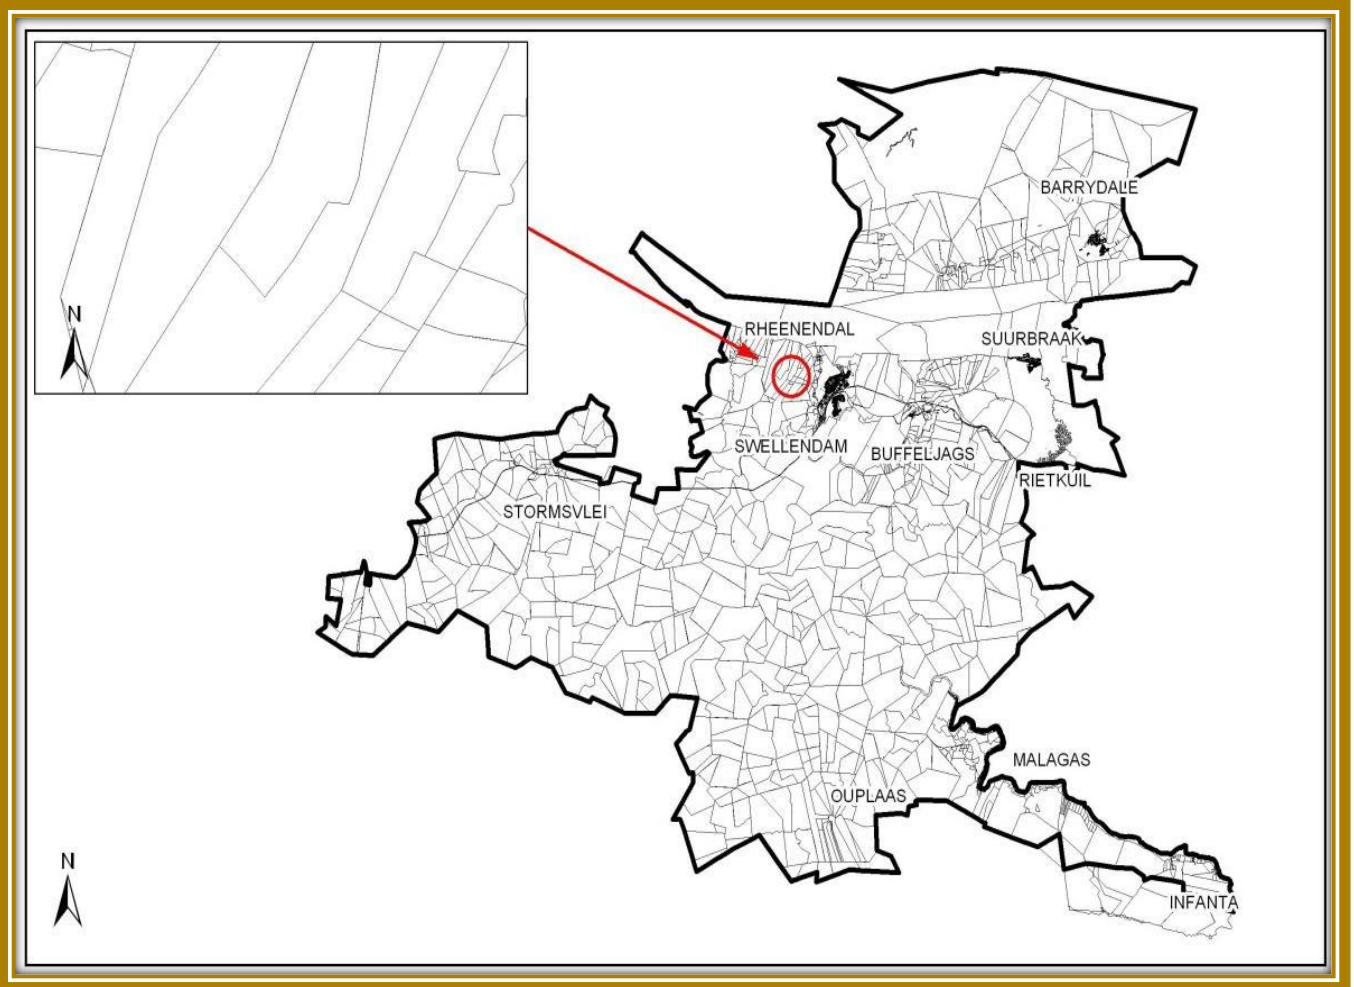 BARRYDALE
N
RHEENENDAL
SUURBRAAK
SWELLENDAM
BUFFELJAGS
RIETKUIL
STORMSVLEI
MALAGAS
OUPLAAS
N
INFANTA